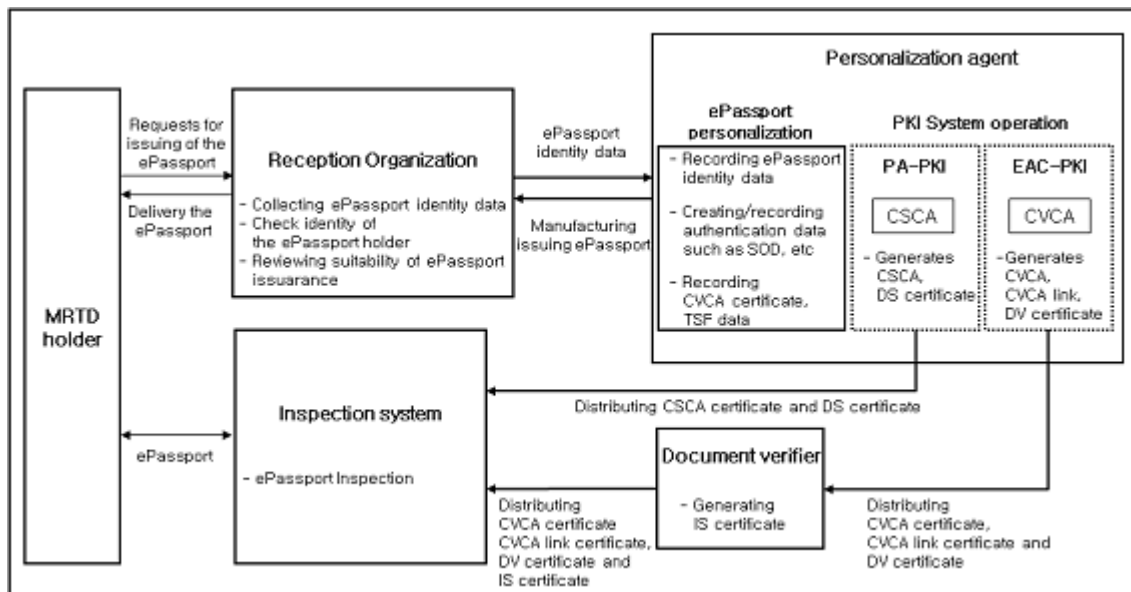 Personalization agent
ePassport
personalization
PKI System operation
- Recording ePassport
identity data
- Creating/recording
authentication data
such as SOD, etc
- Recording
CVCA certificate,
TSF data
PA-PKI
CSCA
- Generates
CSCA,
DS certificate
EAC-PKI
CVCA
- Generates
CVCA,
CVCA link,
DV certificate
MRTD
holder
Requests for
issuing of the
ePassport
Delivery the
ePassport
Reception Organization
- Collecting ePassport identity data
- Check identity of
the ePassport holder
- Reviewing suitability of ePassport
issuarance
ePassport
identity data
Manufacturing
issuing ePassport
Distributing CSCA certificate and DS certificate
Inspection system
- ePassport Inspection
ePassport
Document verifier
- Generating
IS certificate
Distributing
CVCA certificate
CVCA link certificate,
DV certificate and
IS certificate
Distributing
CVCA certificate,
CVCA link certificate and
DV certificate